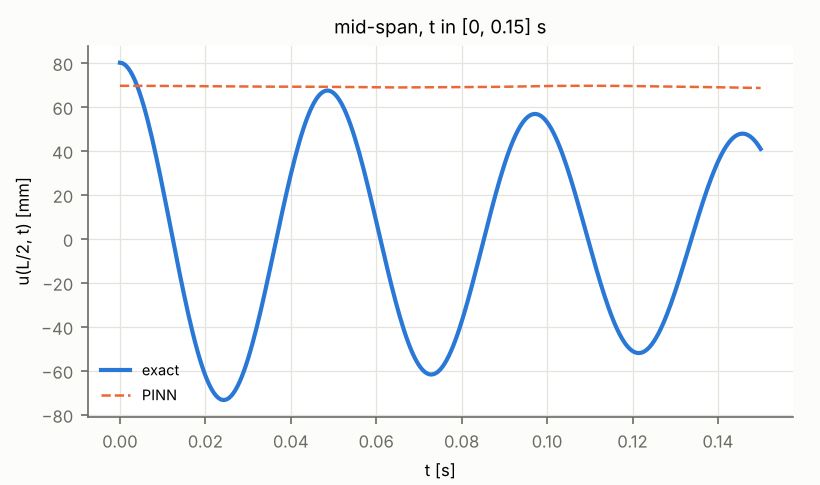 mid-span, t in [0, 0.15] s
u(L/2, t) [mm]
80
60
40
20
0
−20
−40
−60
−80
exact
PINN
0.00 0.02 0.04 0.06 0.08 0.10 0.12 0.14
t [s]